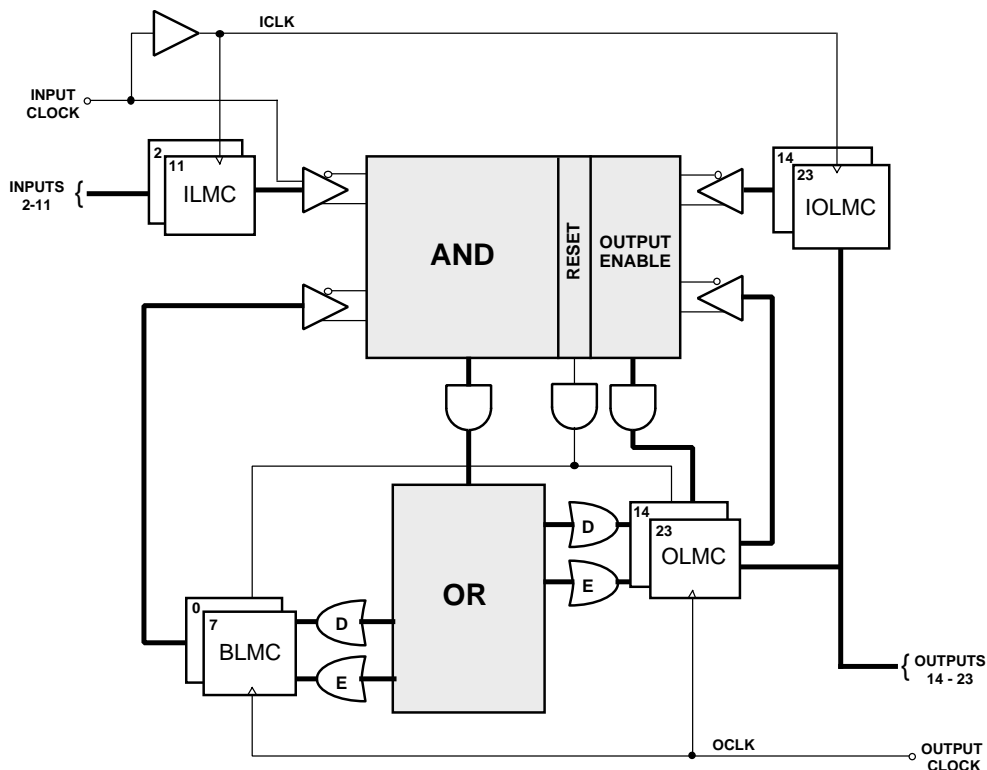 ICLK
INPUT
CLOCK
2
11
ILMC
INPUTS
2-11
{
AND
RESET
OUTPUT
ENABLE
14
23
IOLMC
OR
D
E
14
23
OLMC
0
7
BLMC
D
E
{
OUTPUTS
14 - 23
OCLK
OUTPUT
CLOCK